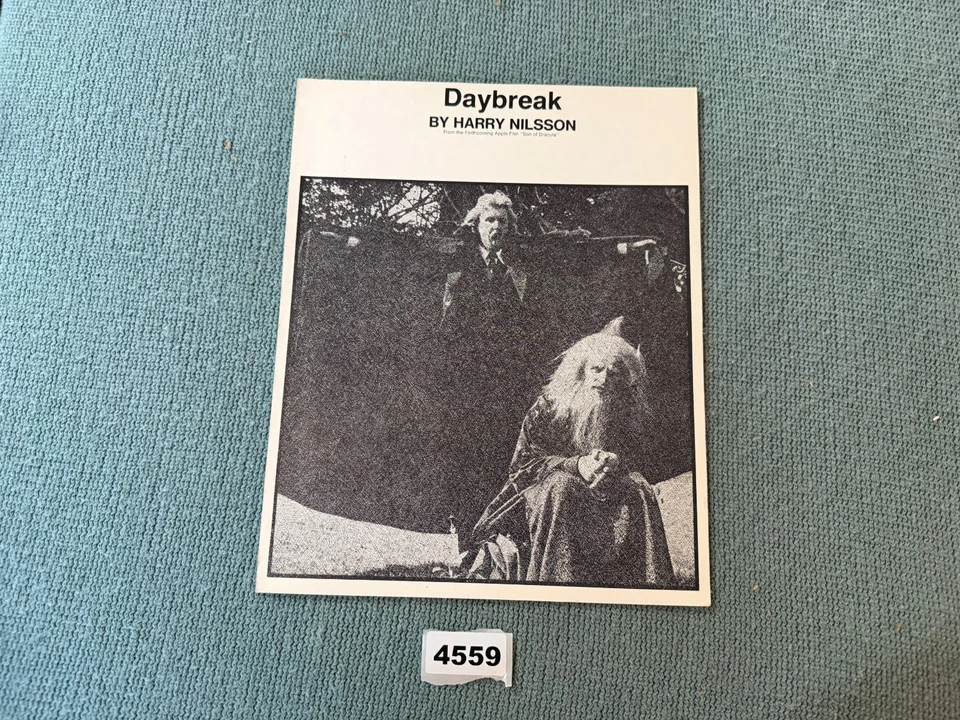 Daybreak
BY HARRY NILSSON
From the Forthcoming Apple Film "Son of Dracula"
4559